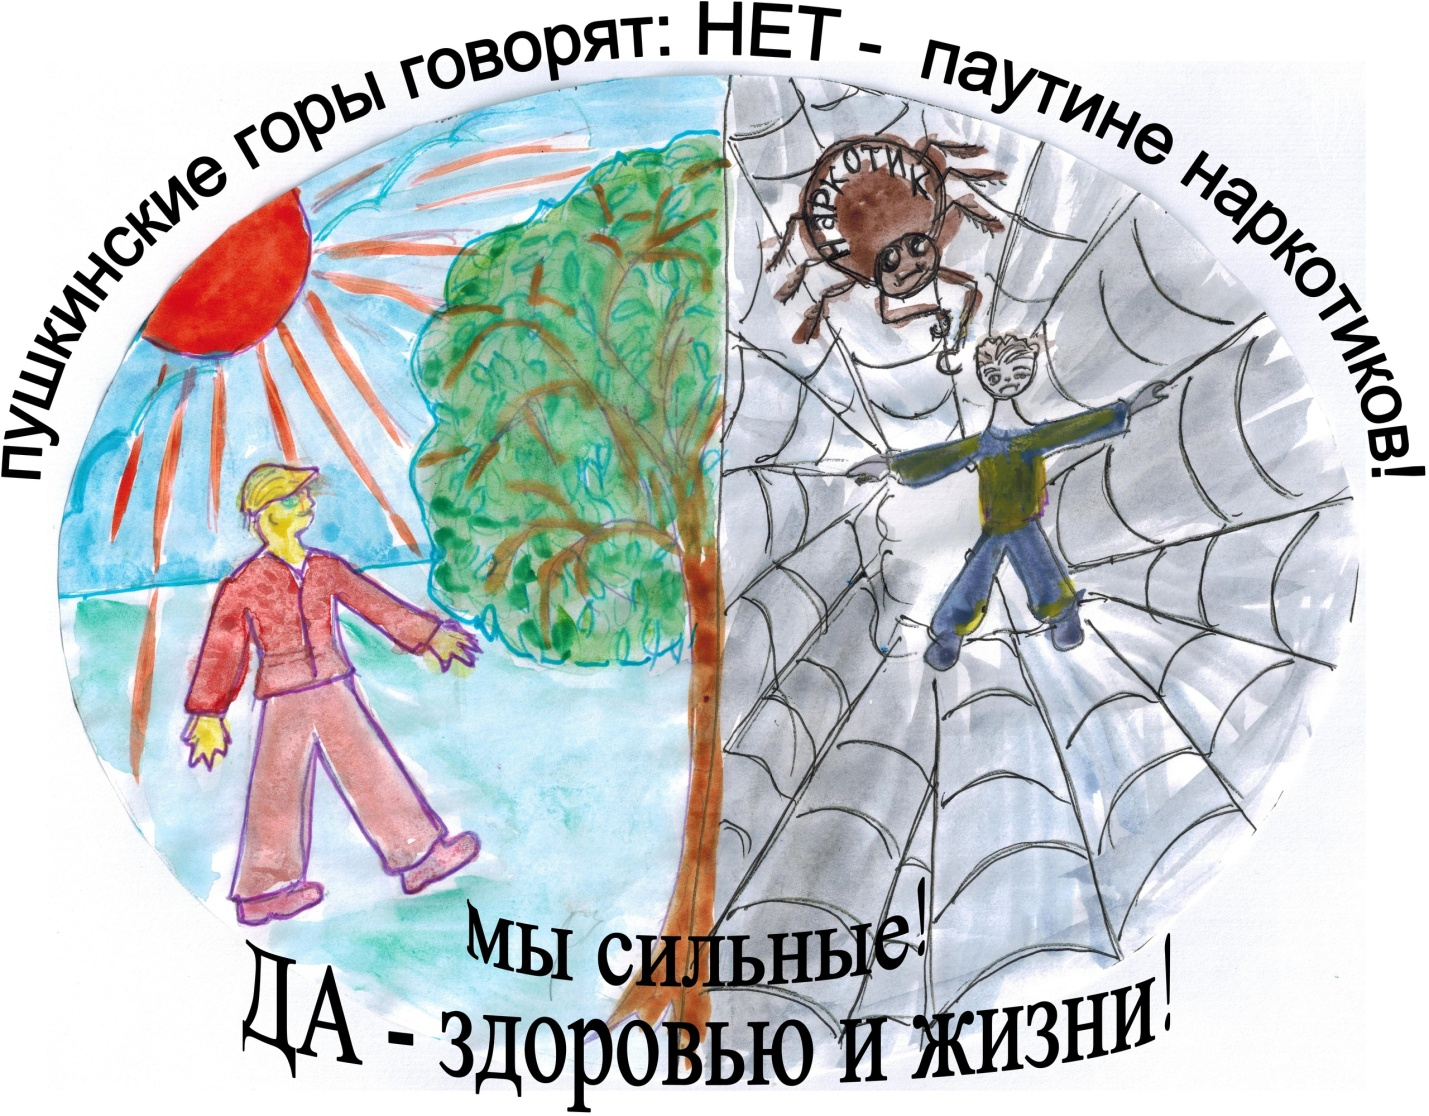 пушкинские горы говорят: НЕТ - паутине наркотиков!
Наркотик
мы сильные!
ДА - здоровью и жизни!